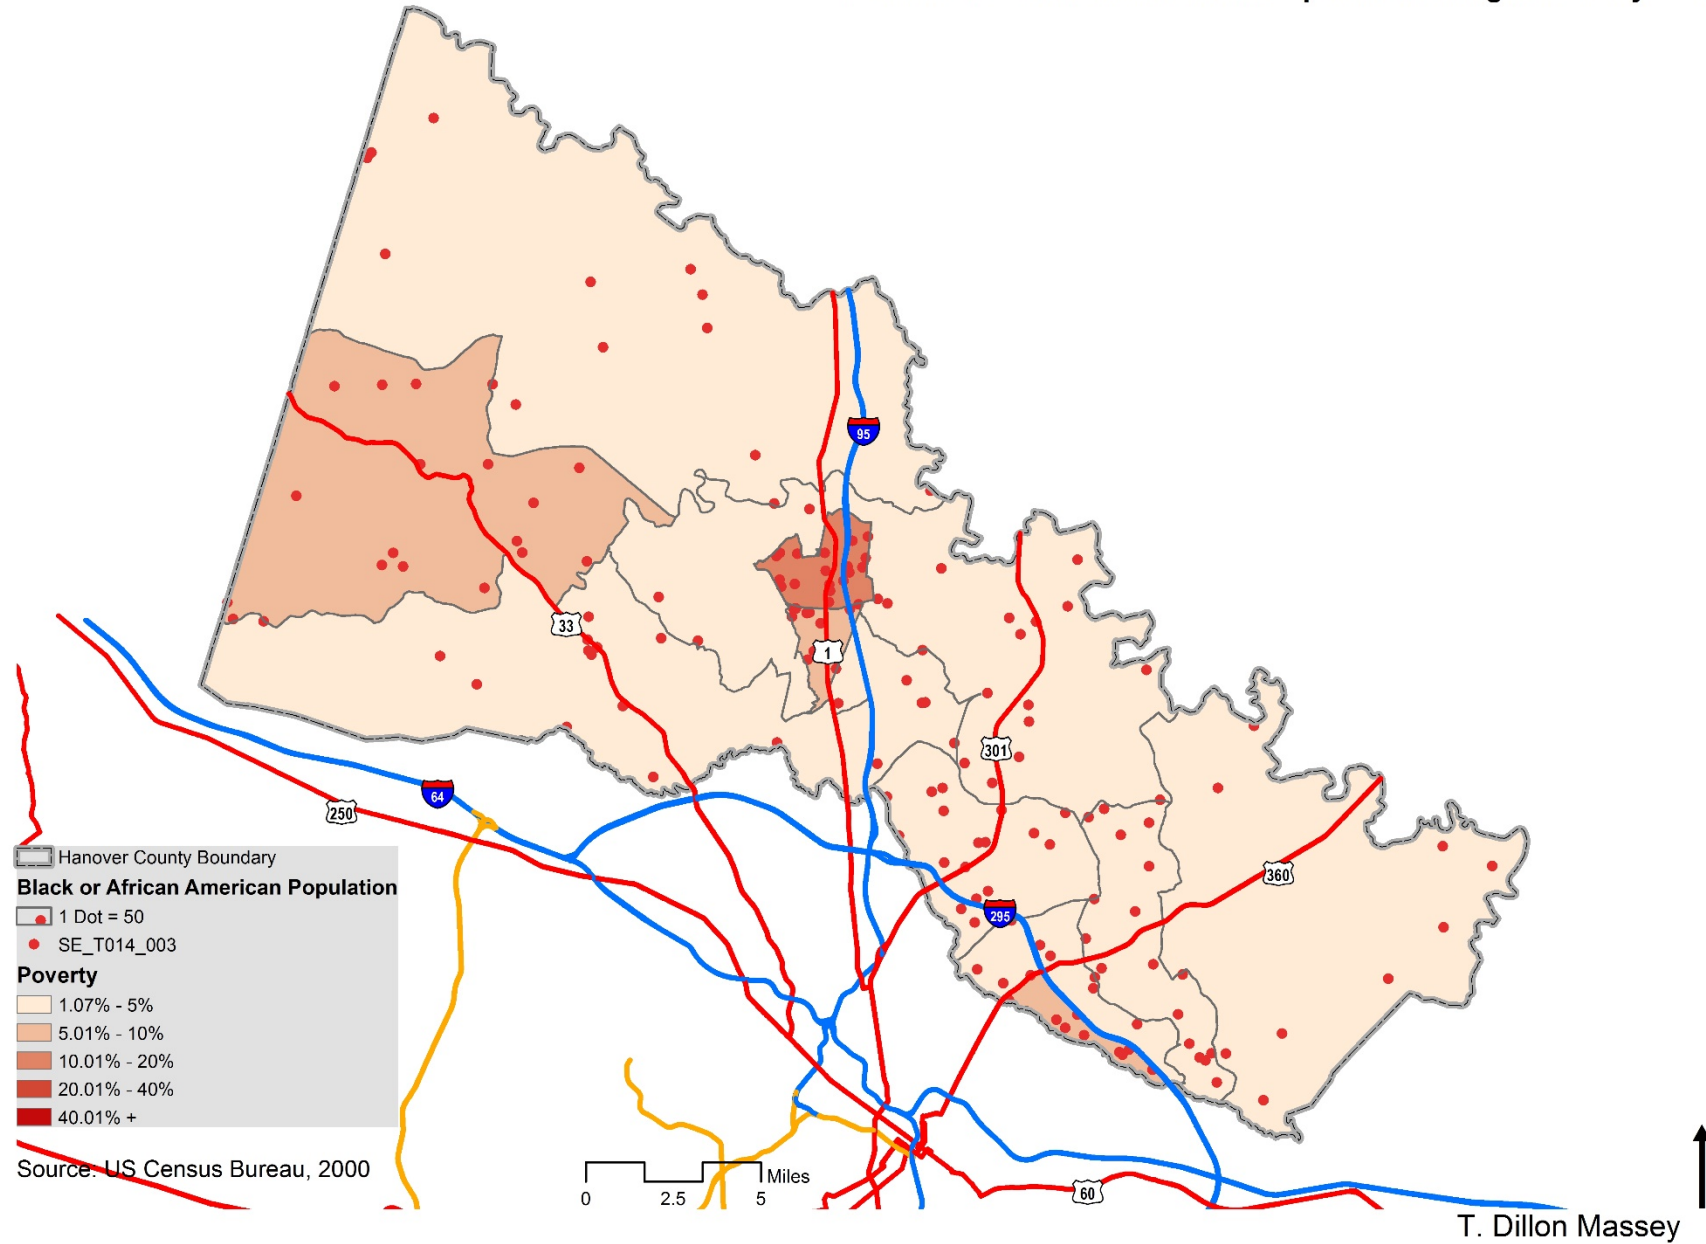 95
33
1
301
64
250
360
295
Hanover County Boundary
Black or African American Population
1 Dot = 50
SE_T014_003
Poverty
1.07% - 5%
5.01% - 10%
10.01% - 20%
20.01% - 40%
40.01% +
Source: US Census Bureau, 2000
Miles
0 2.5 5
60
T. Dillon Massey